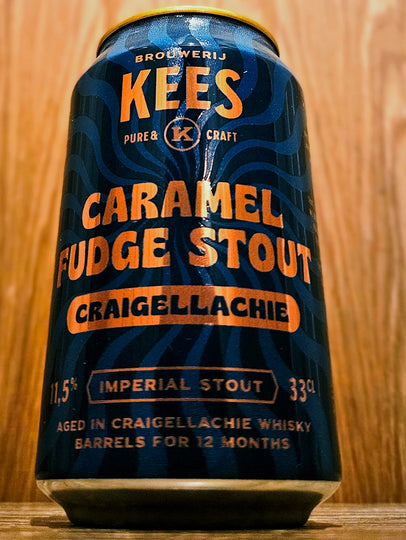 BROUWERIJ
KEES
PURE & K CRAFT
CARAMEL
FUDGE STOUT
CRAIGELLACHIE
11,5% IMPERIAL STOUT 33CL
AGED IN CRAIGELLACHIE WHISKY
BARRELS FOR 12 MONTHS